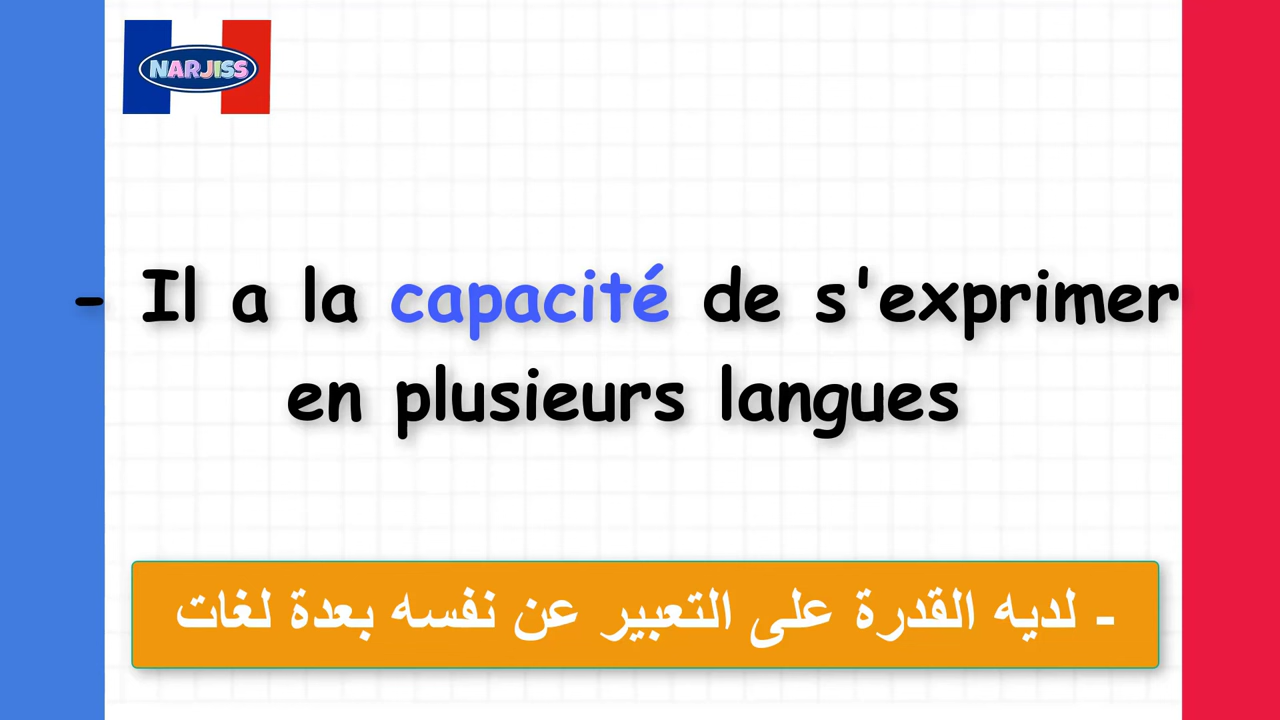 NARJISS
- Il a la capacité de s'exprimer
en plusieurs langues
- لديه القدرة على التعبير عن نفسه بعدة لغات